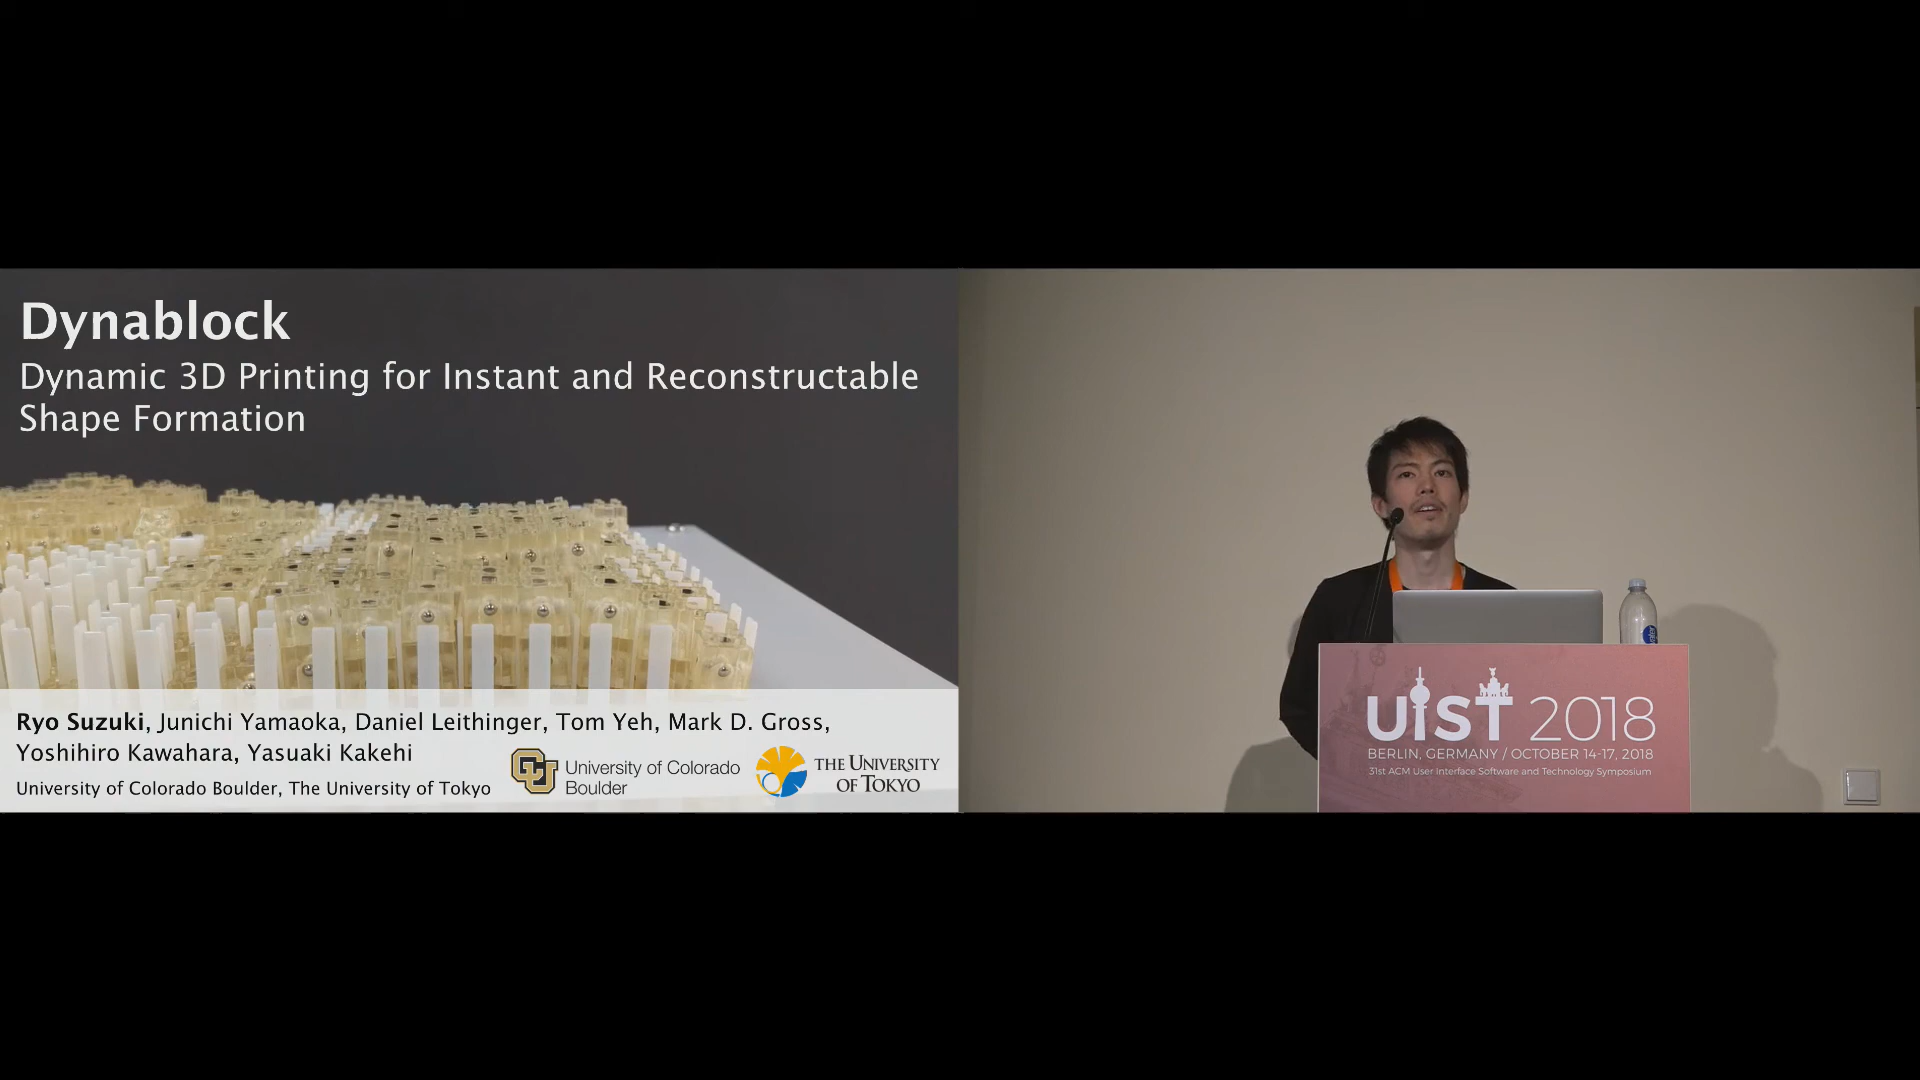 Dynablock
Dynamic 3D Printing for Instant and Reconstructable
Shape Formation
Ryo Suzuki, Junichi Yamaoka, Daniel Leithinger, Tom Yeh, Mark D. Gross,
Yoshihiro Kawahara, Yasuaki Kakehi
University of Colorado Boulder, The University of Tokyo
University of Colorado
Boulder
THE UNIVERSITY
OF TOKYO
UIST 2018
BERLIN, GERMANY / OCTOBER 14-17, 2018
31st ACM User Interface Software and Technology Symposium